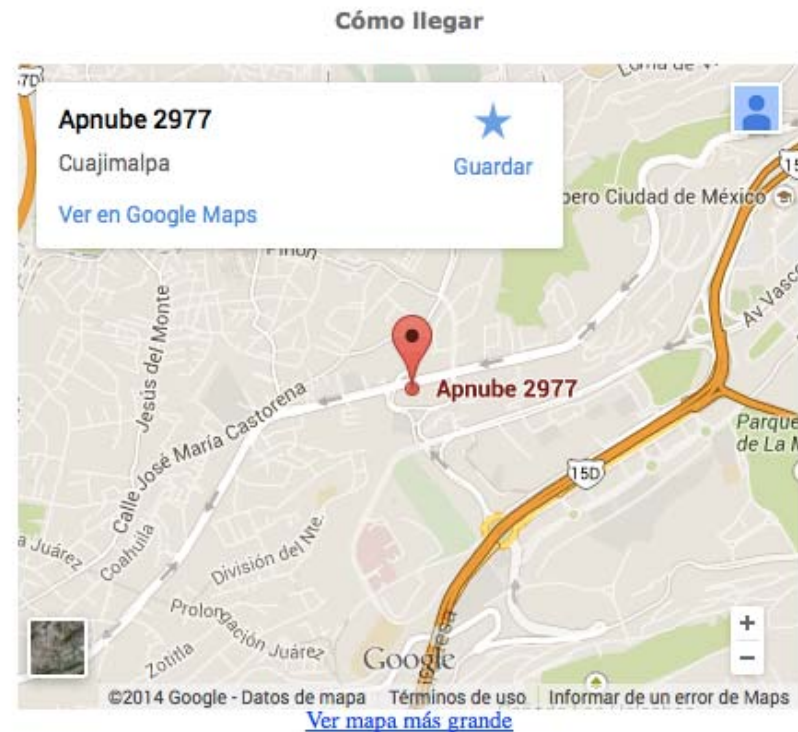 Cómo llegar
Apnube 2977
Cuajimalpa
Guardar
Ver en Google Maps
pero Ciudad de México
15
Av Vasco
Jesús del Monte
Apnube 2977
Calle José María Castorena
Parque
de La M
15D
a Juárez
Coahuila
División del Nte.
Prolongación Juárez
Zotitla
Google
+
−
©2014 Google - Datos de mapa Términos de uso Informar de un error de Maps
Ver mapa más grande